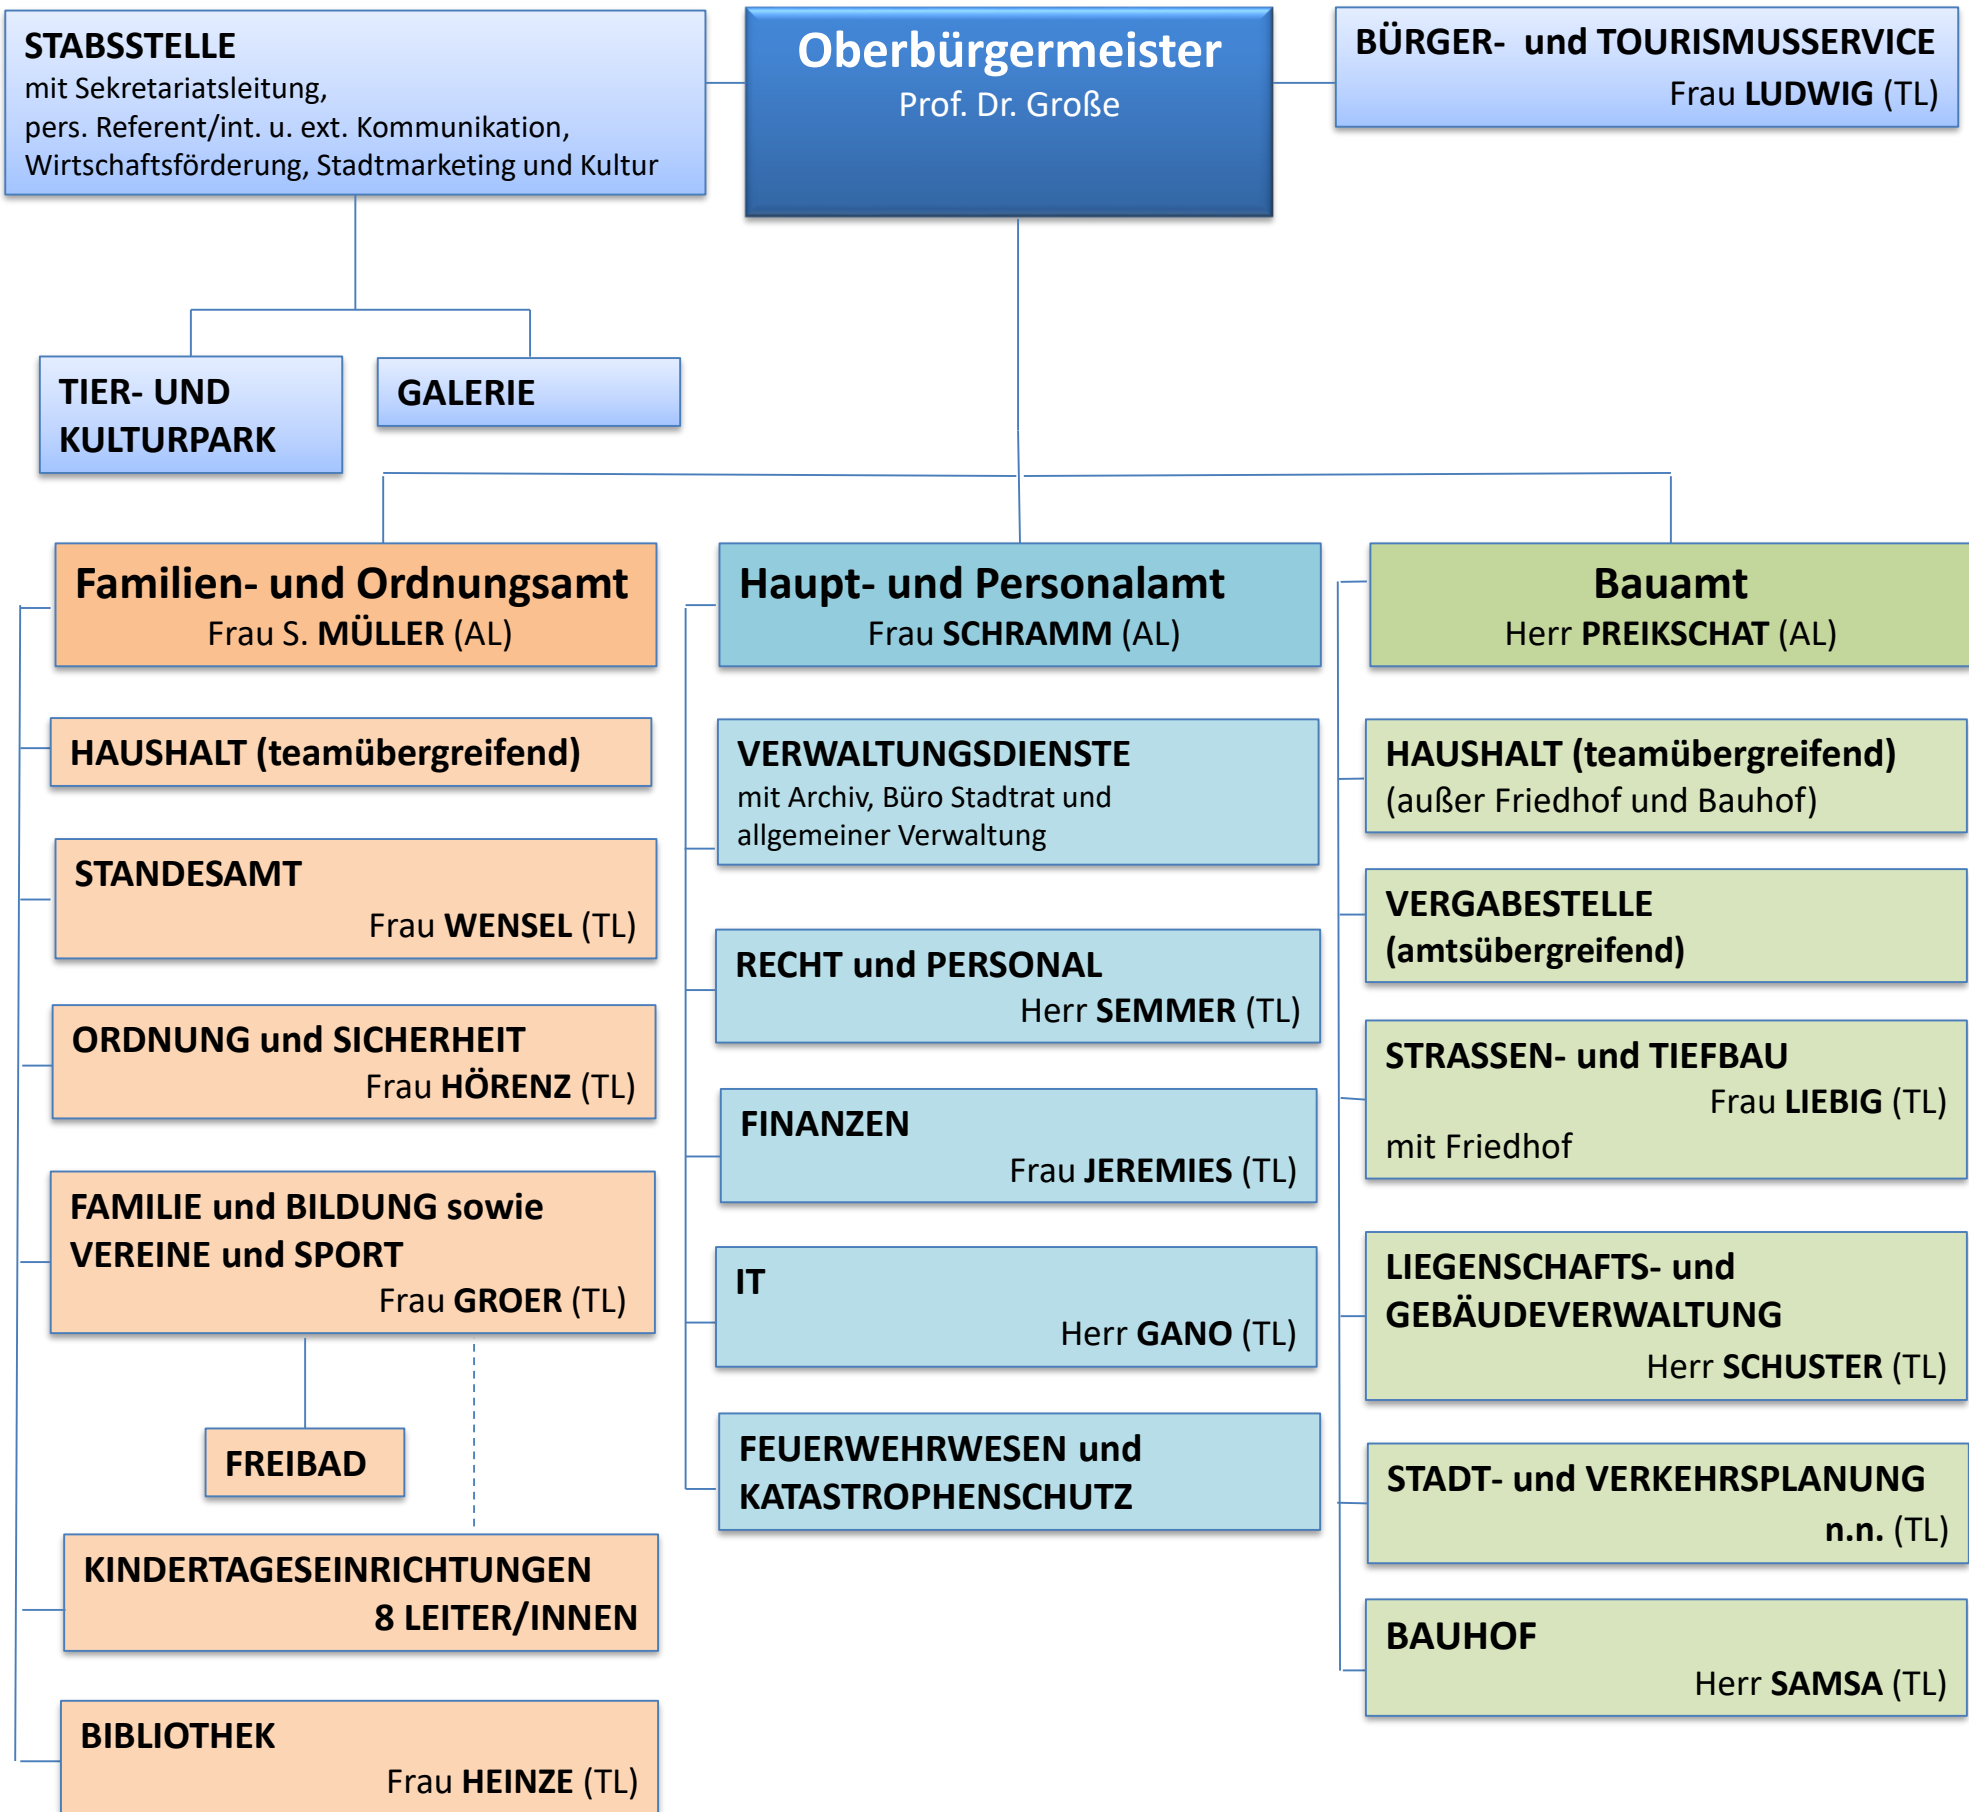 STABSSTELLE
mit Sekretariatsleitung,
pers. Referent/int. u. ext. Kommunikation,
Wirtschaftsförderung, Stadtmarketing und Kultur
Oberbürgermeister
Prof. Dr. Große
BÜRGER- und TOURISMUSSERVICE
Frau LUDWIG (TL)
TIER- UND
KULTURPARK
GALERIE
Familien- und Ordnungsamt
Frau S. MÜLLER (AL)
HAUSHALT (teamübergreifend)
STANDESAMT
Frau WENSEL (TL)
ORDNUNG und SICHERHEIT
Frau HÖRENZ (TL)
FAMILIE und BILDUNG sowie
VEREINE und SPORT
Frau GROER (TL)
FREIBAD
KINDERTAGESEINRICHTUNGEN
8 LEITER/INNEN
BIBLIOTHEK
Frau HEINZE (TL)
Haupt- und Personalamt
Frau SCHRAMM (AL)
VERWALTUNGSDIENSTE
mit Archiv, Büro Stadtrat und
allgemeiner Verwaltung
RECHT und PERSONAL
Herr SEMMER (TL)
FINANZEN
Frau JEREMIES (TL)
IT
Herr GANO (TL)
FEUERWEHRWESEN und
KATASTROPHENSCHUTZ
Bauamt
Herr PREIKSCHAT (AL)
HAUSHALT (teamübergreifend)
(außer Friedhof und Bauhof)
VERGABESTELLE
(amtsübergreifend)
STRASSEN- und TIEFBAU
Frau LIEBIG (TL)
mit Friedhof
LIEGENSCHAFTS- und
GEBÄUDEVERWALTUNG
Herr SCHUSTER (TL)
STADT- und VERKEHRSPLANUNG
n.n. (TL)
BAUHOF
Herr SAMSA (TL)